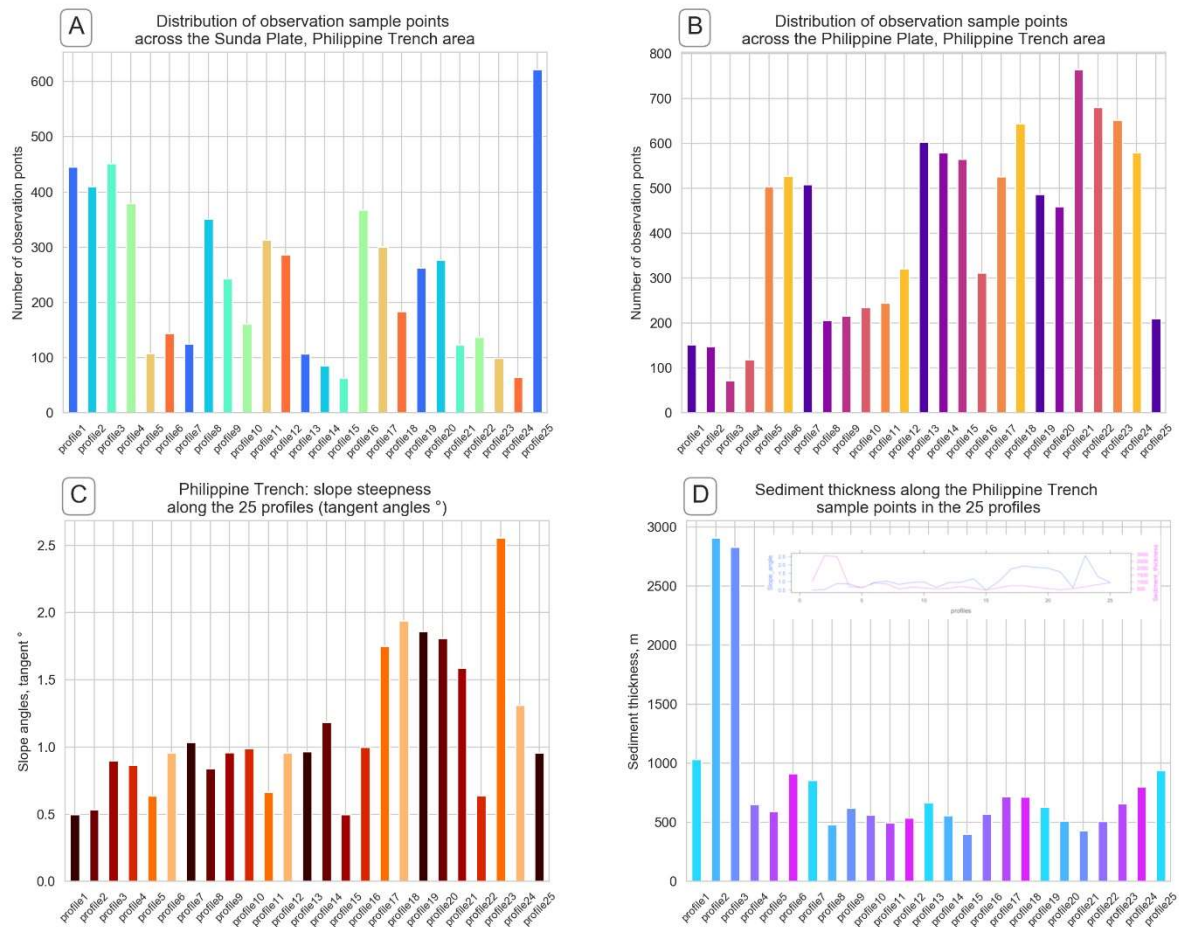 A
Distribution of observation sample points
across the Sunda Plate, Philippine Trench area
Number of observation ponts
600
500
400
300
200
100
0
profile1
profile2
profile3
profile4
profile5
profile6
profile7
profile8
profile9
profile10
profile11
profile12
profile13
profile14
profile15
profile16
profile17
profile18
profile19
profile20
profile21
profile22
profile23
profile24
profile25
B
Distribution of observation sample points
across the Philippine Plate, Philippine Trench area
Number of observation ponts
800
700
600
500
400
300
200
100
0
profile1
profile2
profile3
profile4
profile5
profile6
profile7
profile8
profile9
profile10
profile11
profile12
profile13
profile14
profile15
profile16
profile17
profile18
profile19
profile20
profile21
profile22
profile23
profile24
profile25
C
Philippine Trench: slope steepness
along the 25 profiles (tangent angles °)
Slope angles, tangent °
2.5
2.0
1.5
1.0
0.5
0.0
profile1
profile2
profile3
profile4
profile5
profile6
profile7
profile8
profile9
profile10
profile11
profile12
profile13
profile14
profile15
profile16
profile17
profile18
profile19
profile20
profile21
profile22
profile23
profile24
profile25
D
Sediment thickness along the Philippine Trench
sample points in the 25 profiles
Sediment thickness, m
3000
2500
2000
1500
1000
500
0
Slope_angle
Sediment_thickness
0
5
10
15
20
25
profiles
profile1
profile2
profile3
profile4
profile5
profile6
profile7
profile8
profile9
profile10
profile11
profile12
profile13
profile14
profile15
profile16
profile17
profile18
profile19
profile20
profile21
profile22
profile23
profile24
profile25